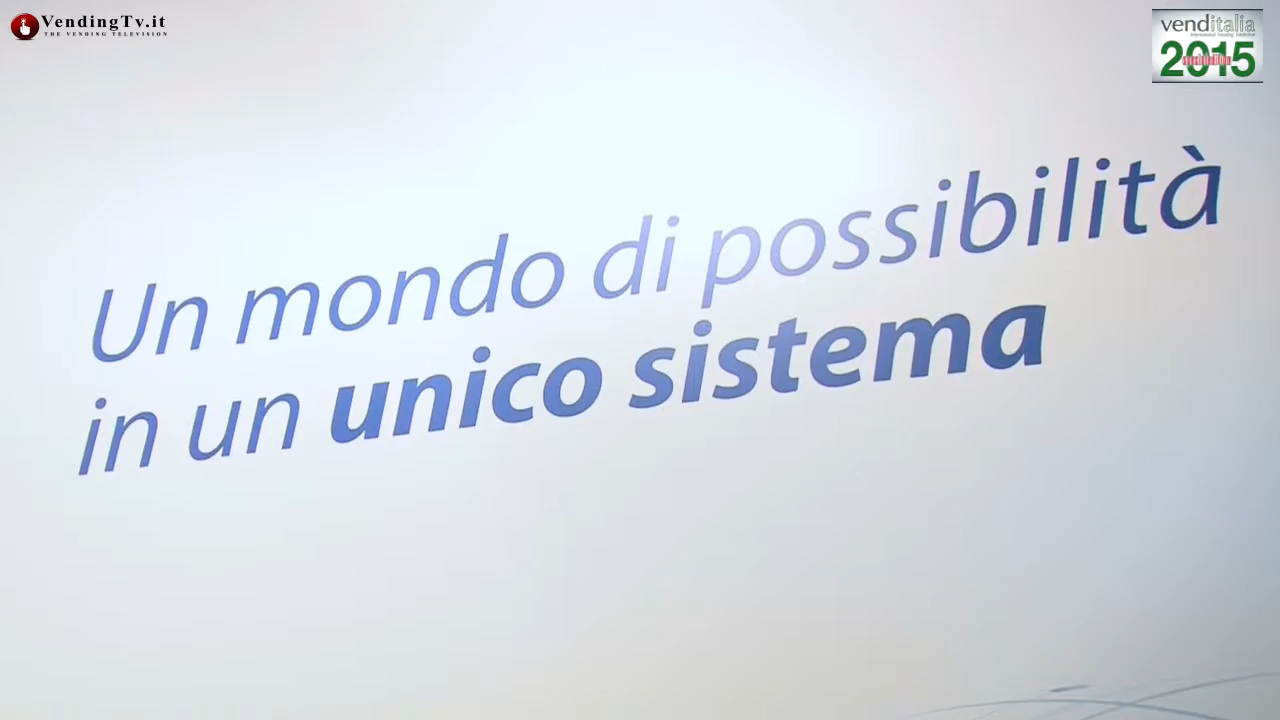 VendingTv.it
THE VENDING TELEVISION
venditalia
2015
Un mondo di possibilità
in un unico sistema